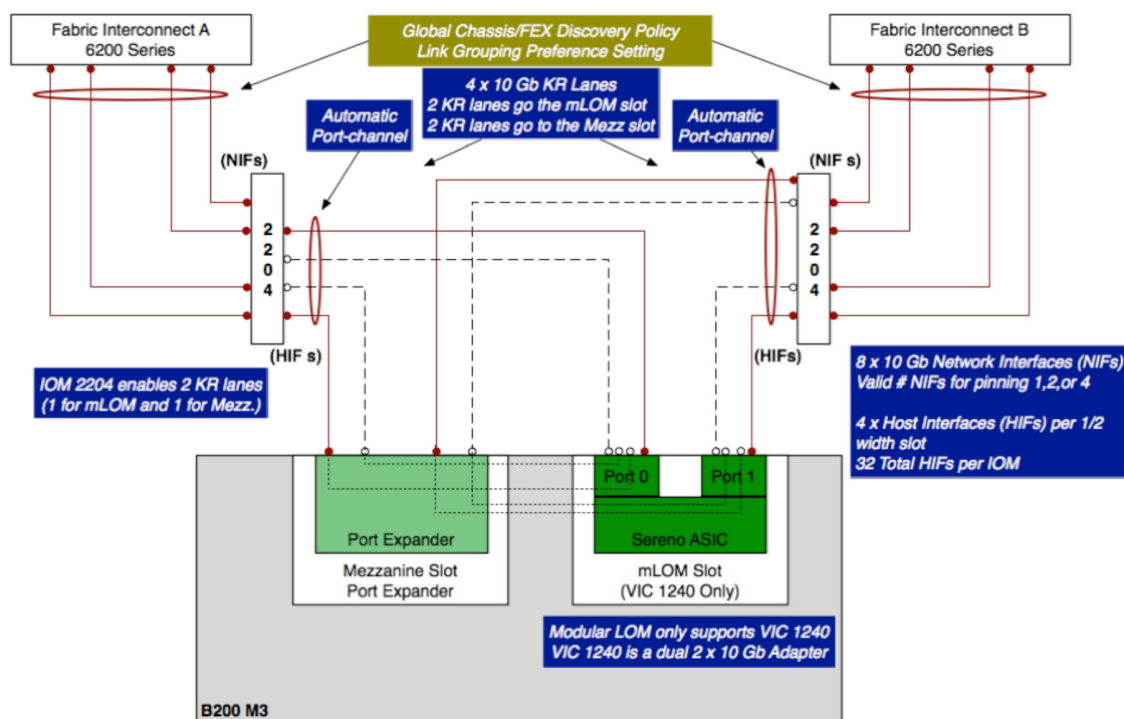 Fabric Interconnect A
6200 Series
Global Chassis/FEX Discovery Policy
Link Grouping Preference Setting
Fabric Interconnect B
6200 Series
4 x 10 Gb KR Lanes
2 KR lanes go the mLOM slot
2 KR lanes go to the Mezz slot
Automatic
Port-channel
Automatic
Port-channel
(NIFs)
(NIF s)
2
2
0
4
2
2
0
4
(HIF s)
(HIFs)
IOM 2204 enables 2 KR lanes
(1 for mLOM and 1 for Mezz.)
8 x 10 Gb Network Interfaces (NIFs)
Valid # NIFs for pinning 1,2,or 4
4 x Host Interfaces (HIFs) per 1/2
width slot
32 Total HIFs per IOM
Port 0
Port 1
Port Expander
Sereno ASIC
Mezzanine Slot
Port Expander
mLOM Slot
(VIC 1240 Only)
Modular LOM only supports VIC 1240
VIC 1240 is a dual 2 x 10 Gb Adapter
B200 M3